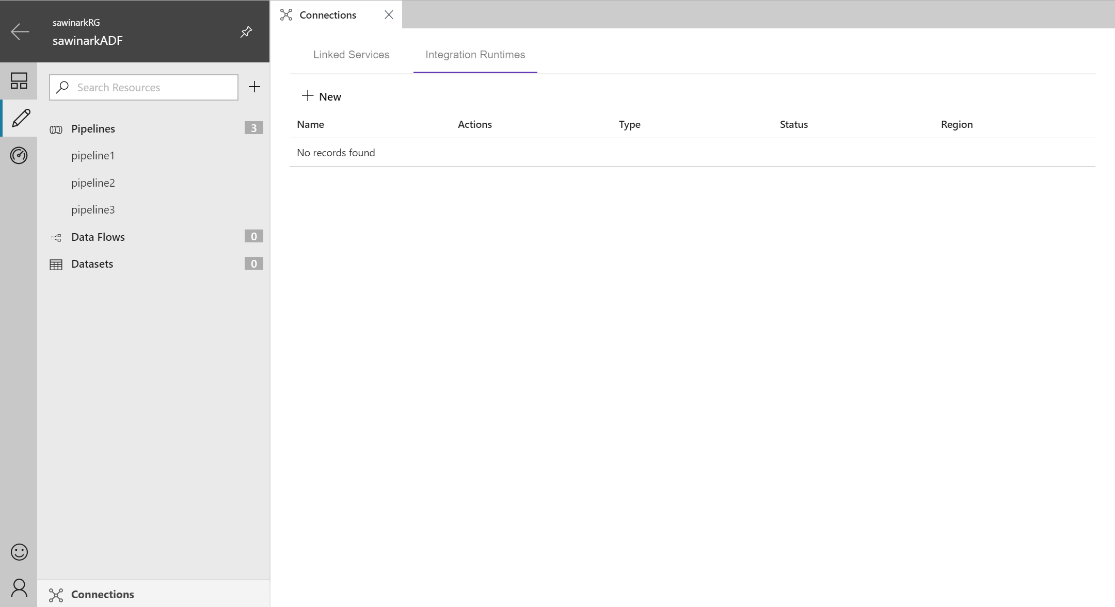 sawinarkRG
sawinarkADF
Connections
Search Resources
Linked Services Integration Runtimes
New
Pipelines 3
pipeline1
pipeline2
pipeline3
Data Flows 0
Datasets 0
Name Actions Type Status Region
No records found
Connections